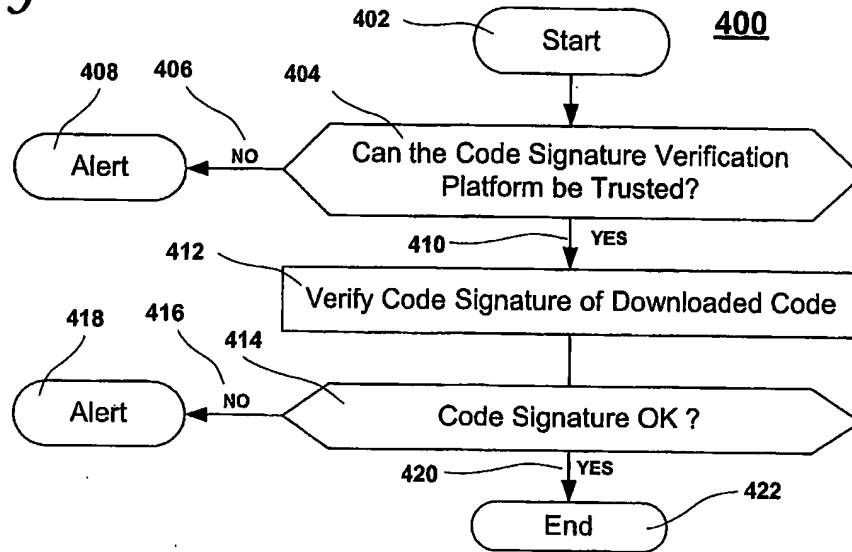 402
Start
400
408
406
404
Alert
NO
Can the Code Signature Verification
Platform be Trusted?
410
YES
412
Verify Code Signature of Downloaded Code
418
416
414
Alert
NO
Code Signature OK ?
420
YES
End
422